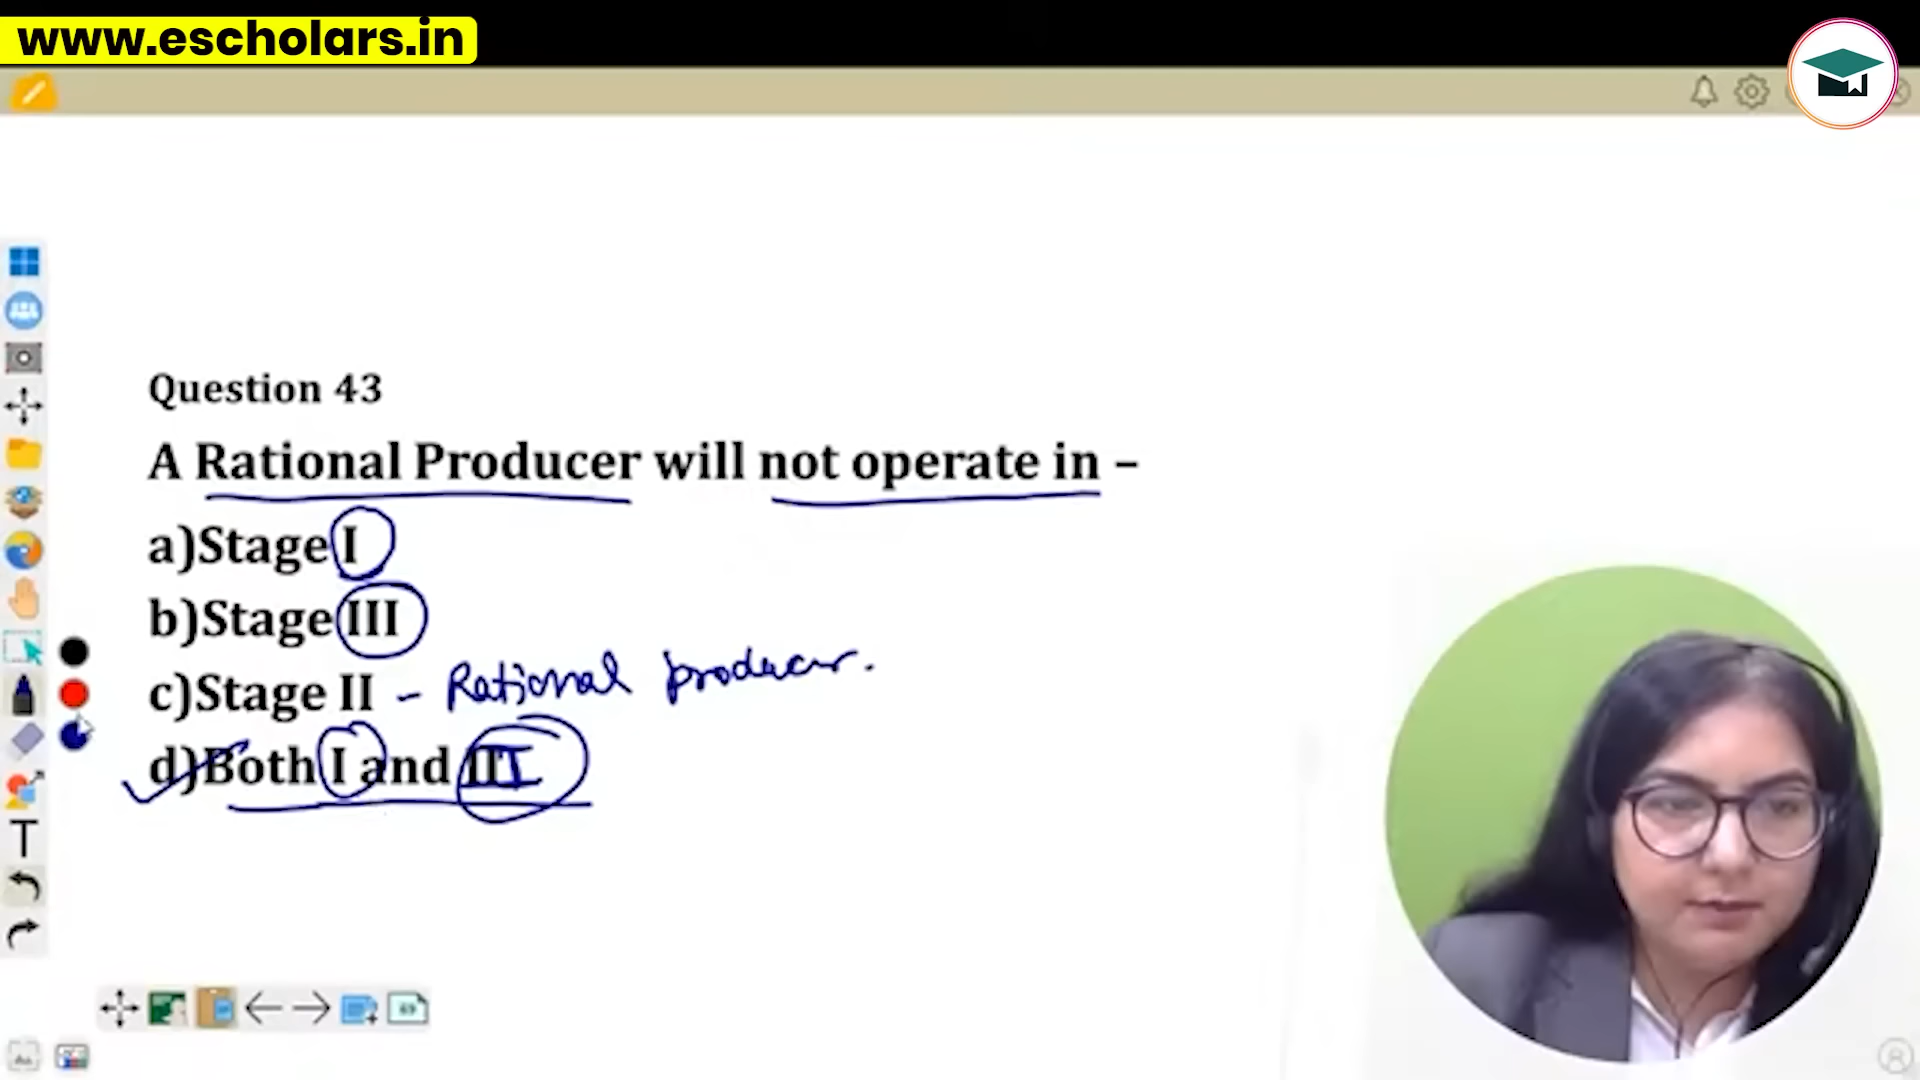 www.escholars.in
Question 43
A Rational Producer will not operate in –
a)Stage I
b)Stage III
c)Stage II - Rational producer.
d)Both I and III
T